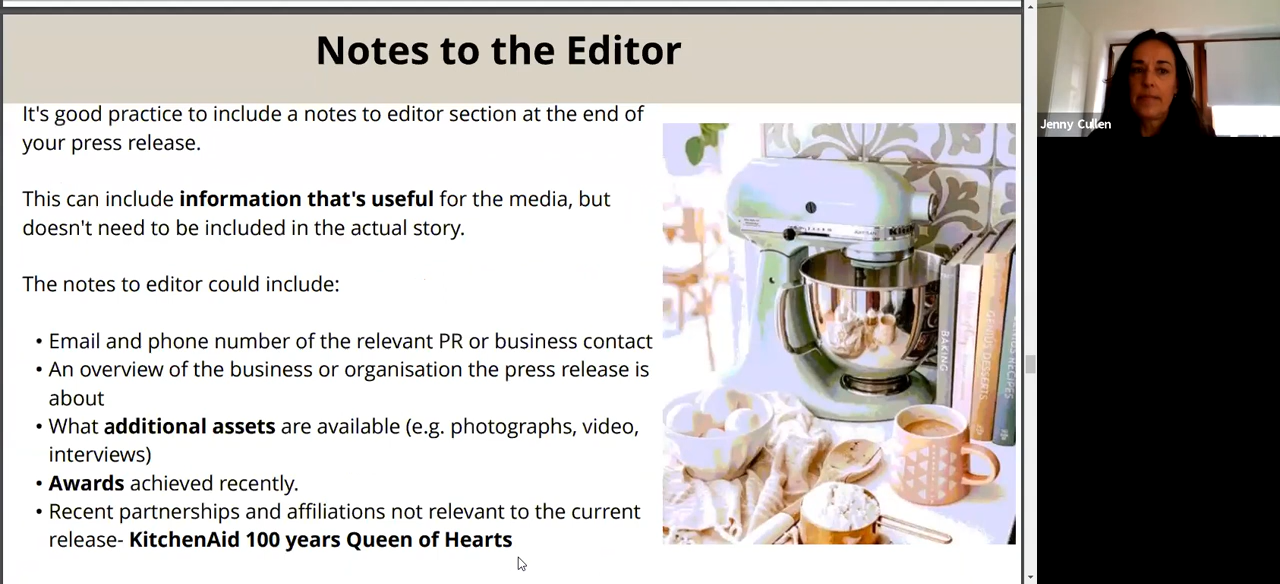 Notes to the Editor
It's good practice to include a notes to editor section at the end of
your press release.
This can include information that's useful for the media, but
doesn't need to be included in the actual story.
The notes to editor could include:
• Email and phone number of the relevant PR or business contact
• An overview of the business or organisation the press release is
about
• What additional assets are available (e.g. photographs, video,
interviews)
• Awards achieved recently.
• Recent partnerships and affiliations not relevant to the current
release- KitchenAid 100 years Queen of Hearts
BAKING
GENIUS DESSERTS
Jenny Cullen